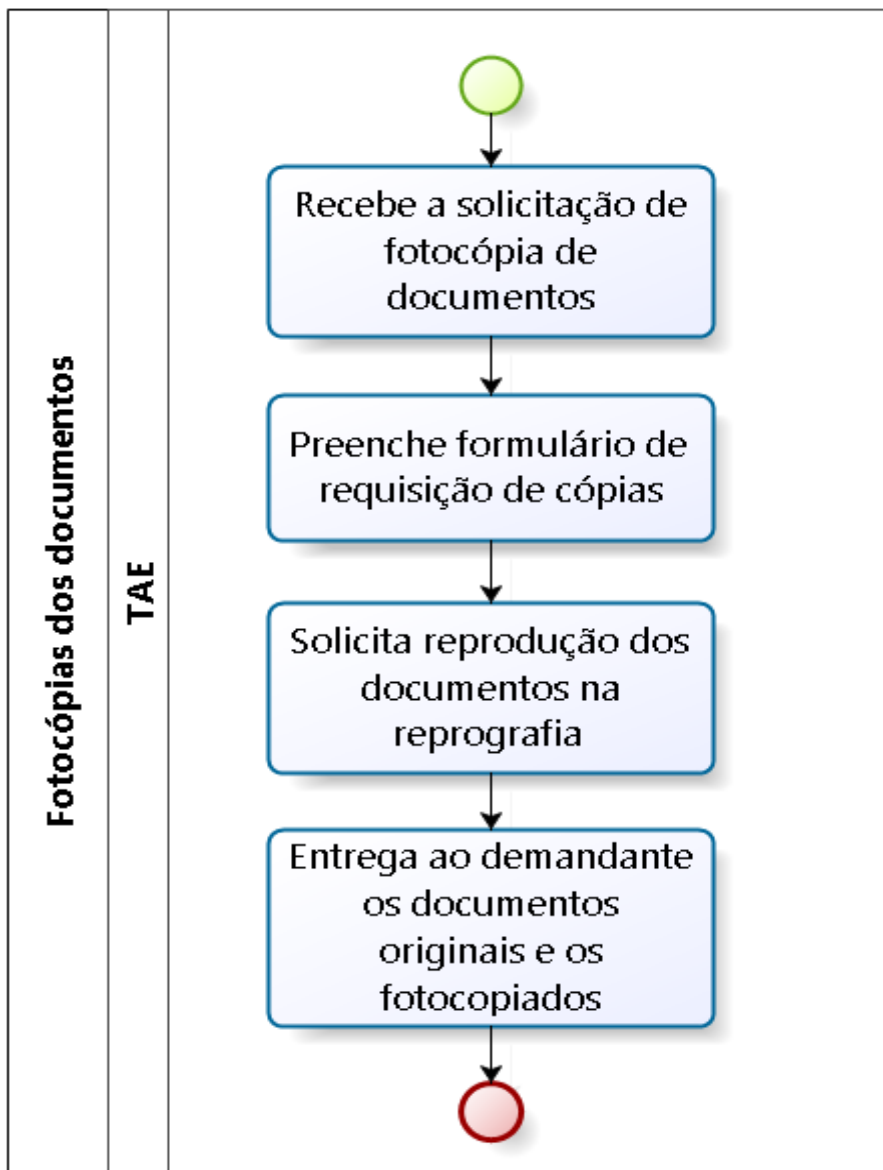 Fotocópias dos documentos
TAE
Recebe a solicitação de
fotocópia de
documentos
Preenche formulário de
requisição de cópias
Solicita reprodução dos
documentos na
reprografia
Entrega ao demandante
os documentos
originais e os
fotocopiados